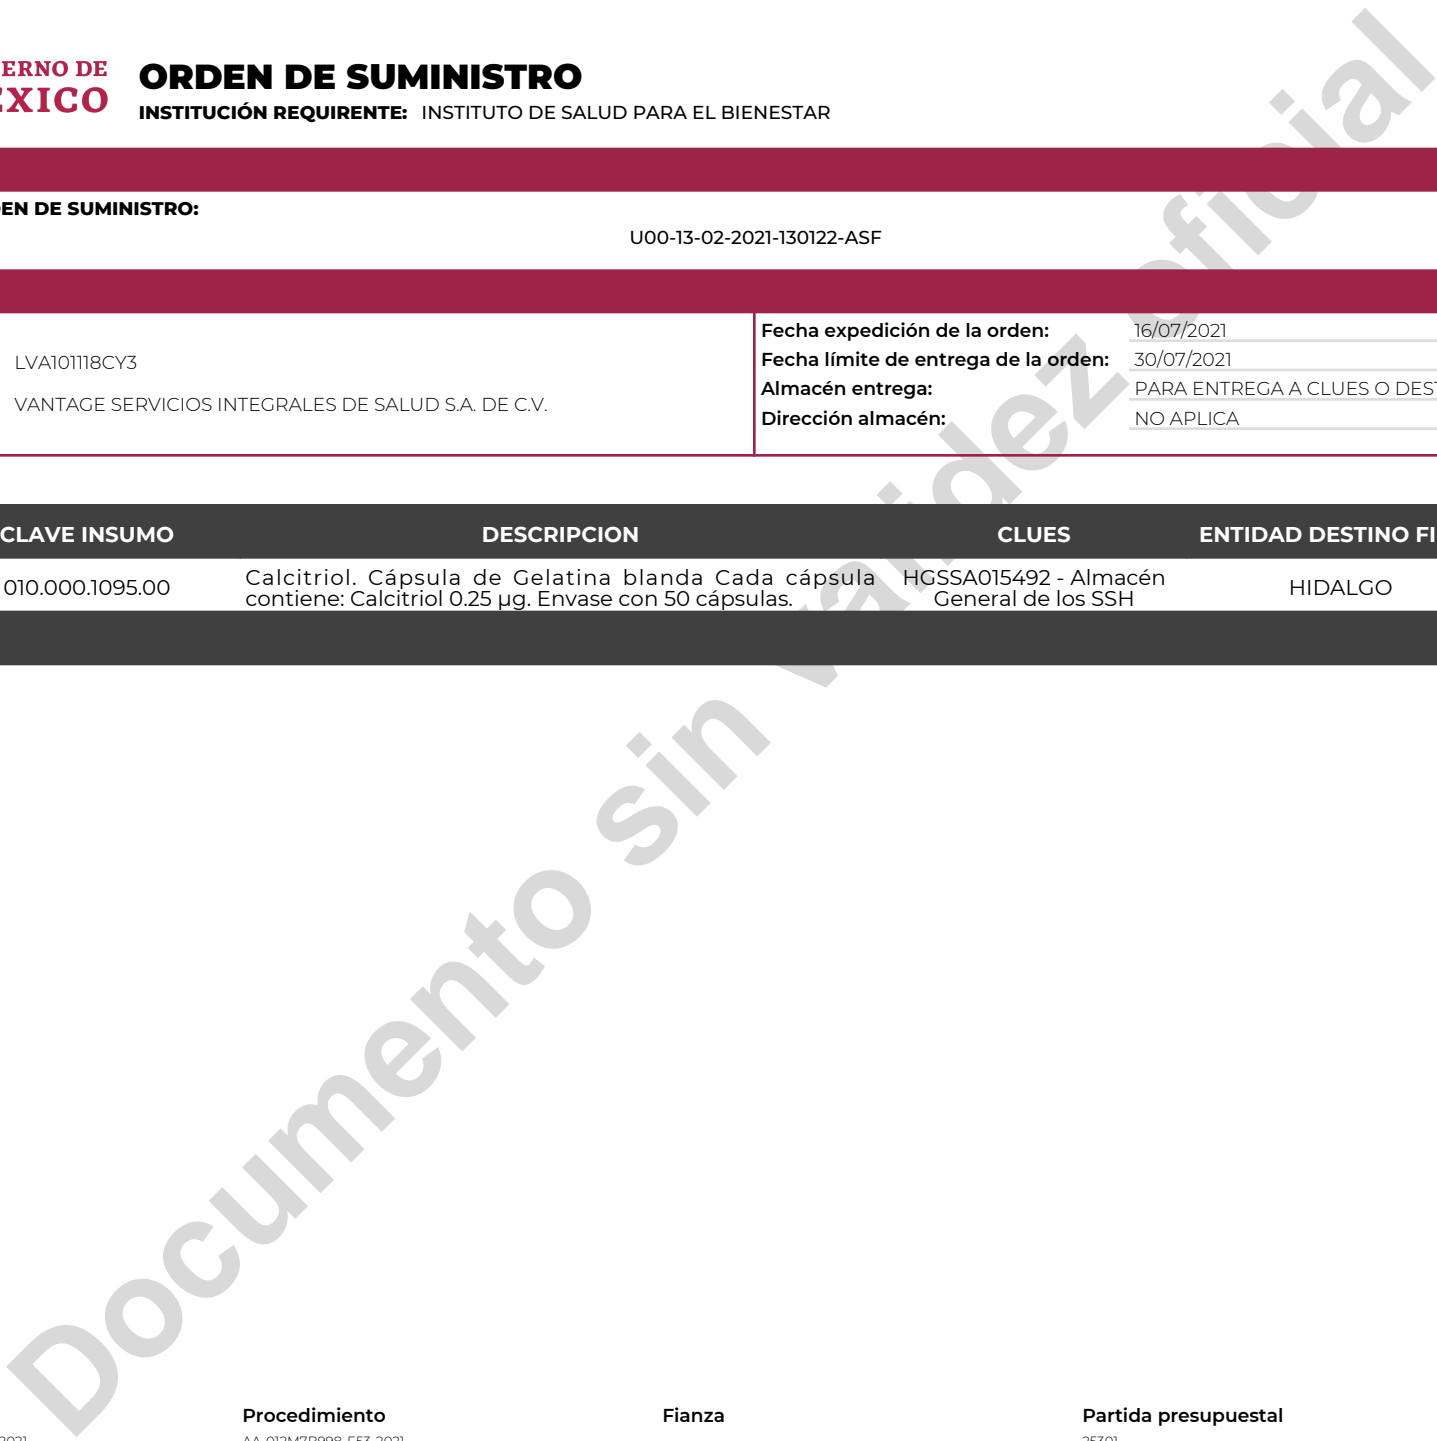 ERNO DE
XICO
ORDEN DE SUMINISTRO
INSTITUCIÓN REQUIRENTE: INSTITUTO DE SALUD PARA EL BIENESTAR
EN DE SUMINISTRO:
U00-13-02-2021-130122-ASF
LVA101118CY3
VANTAGE SERVICIOS INTEGRALES DE SALUD S.A. DE C.V.
Fecha expedición de la orden: 16/07/2021
Fecha límite de entrega de la orden: 30/07/2021
Almacén entrega: PARA ENTREGA A CLUES O DEST
Dirección almacén: NO APLICA
CLAVE INSUMO DESCRIPCION CLUES ENTIDAD DESTINO FI
010.000.1095.00
Calcitriol. Cápsula de Gelatina blanda Cada cápsula
contiene: Calcitriol 0.25 µg. Envase con 50 cápsulas.
HGSSA015492 - Almacén
General de los SSH
HIDALGO
Documento sin validez oficial
Procedimiento Fianza Partida presupuestal